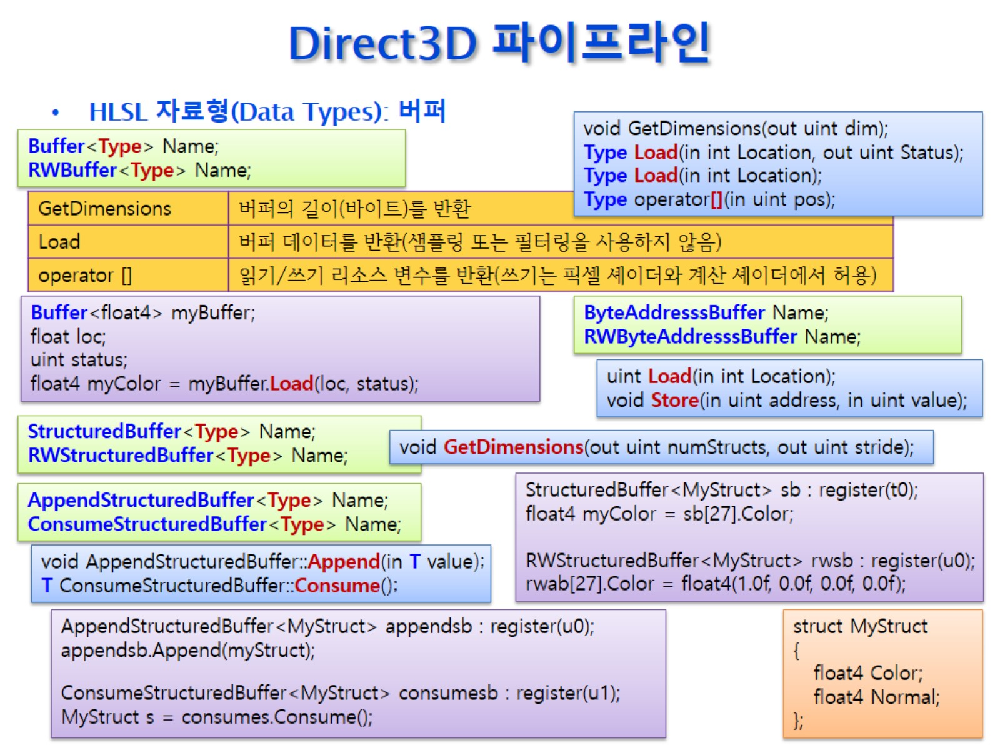 Direct3D 파이프라인
• HLSL 자료형(Data Types): 버퍼
Buffer<Type> Name;
RWBuffer<Type> Name;
void GetDimensions(out uint dim);
Type Load(in int Location, out uint Status);
Type Load(in int Location);
Type operator[](in uint pos);
GetDimensions 버퍼의 길이(바이트)를 반환
Load 버퍼 데이터를 반환(샘플링 또는 필터링을 사용하지 않음)
operator [] 읽기/쓰기 리소스 변수를 반환(쓰기는 픽셀 셰이더와 계산 셰이더에서 허용)
Buffer<float4> myBuffer;
float loc;
uint status;
float4 myColor = myBuffer.Load(loc, status);
ByteAddresssBuffer Name;
RWByteAddresssBuffer Name;
uint Load(in int Location);
void Store(in uint address, in uint value);
StructuredBuffer<Type> Name;
RWStructuredBuffer<Type> Name;
void GetDimensions(out uint numStructs, out uint stride);
AppendStructuredBuffer<Type> Name;
ConsumeStructuredBuffer<Type> Name;
void AppendStructuredBuffer::Append(in T value);
T ConsumeStructuredBuffer::Consume();
StructuredBuffer<MyStruct> sb : register(t0);
float4 myColor = sb[27].Color;
RWStructuredBuffer<MyStruct> rwsb : register(u0);
rwab[27].Color = float4(1.0f, 0.0f, 0.0f, 0.0f);
AppendStructuredBuffer<MyStruct> appendsb : register(u0);
appendsb.Append(myStruct);
ConsumeStructuredBuffer<MyStruct> consumesb : register(u1);
MyStruct s = consumes.Consume();
struct MyStruct
{
float4 Color;
float4 Normal;
};